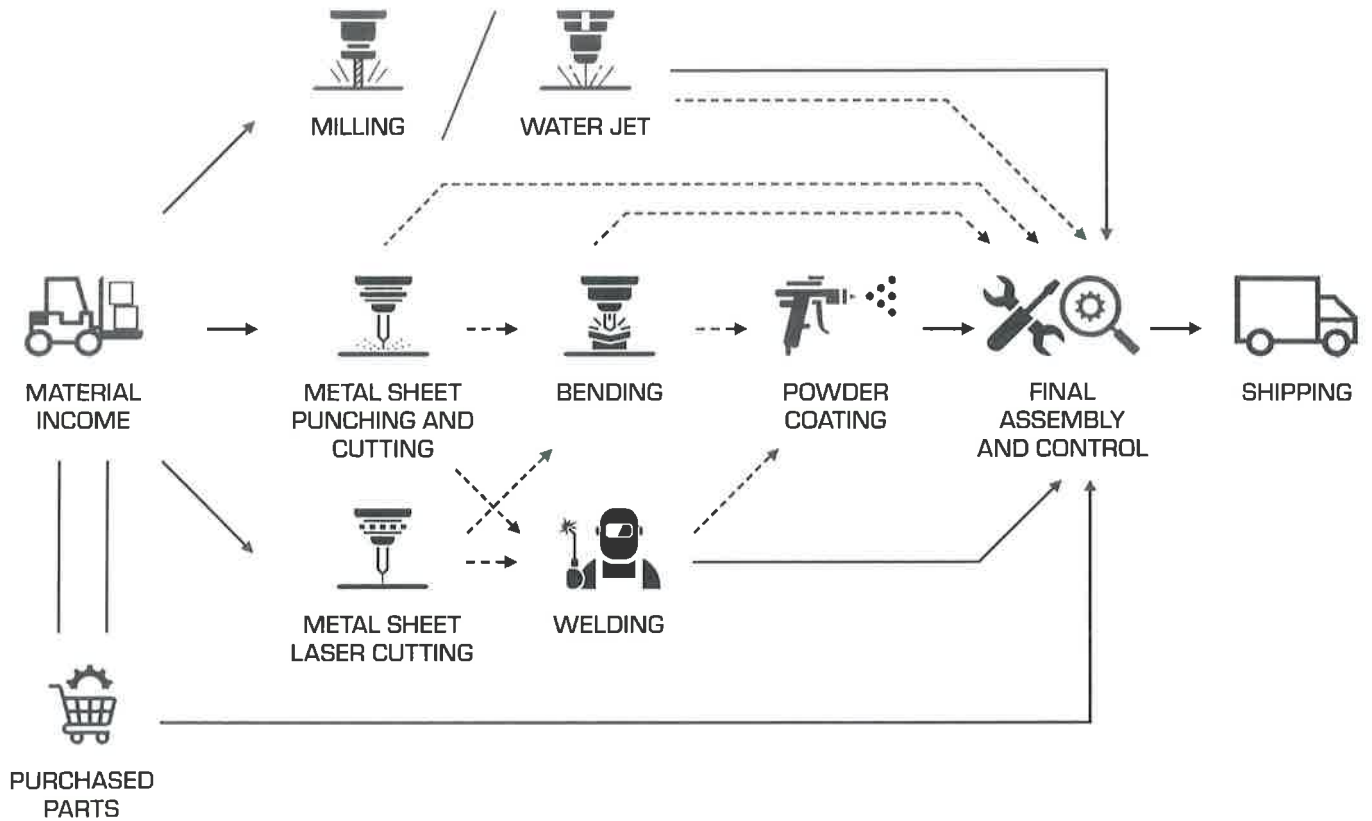 MILLING
WATER JET
MATERIAL
INCOME
METAL SHEET
PUNCHING AND
CUTTING
BENDING
POWDER
COATING
FINAL
ASSEMBLY
AND CONTROL
SHIPPING
METAL SHEET
LASER CUTTING
WELDING
PURCHASED
PARTS